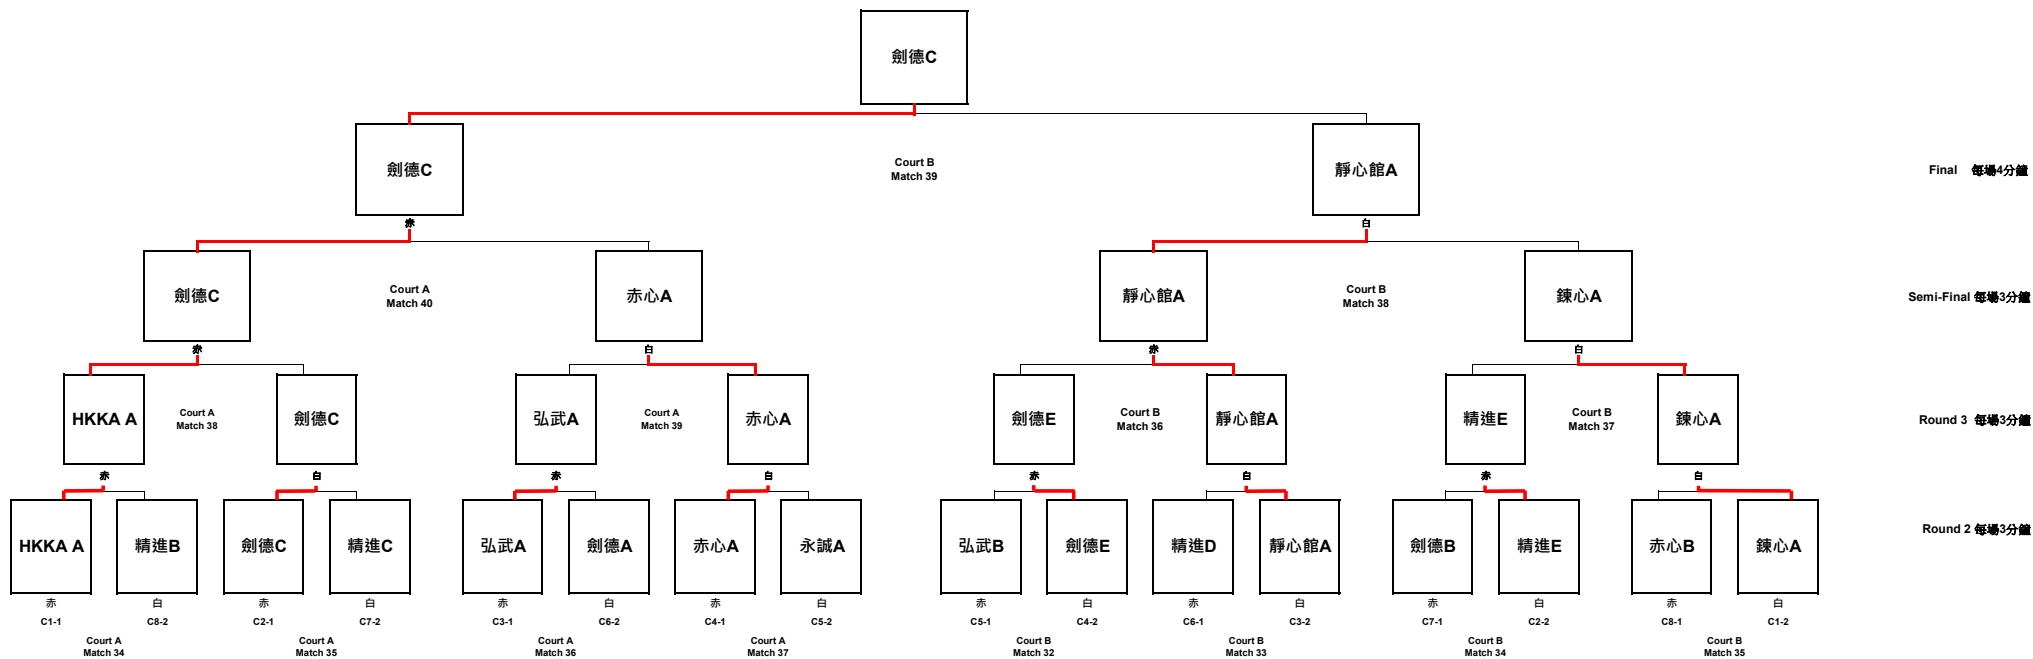 劍德C
劍德C
Court B
Match 39
靜心館A
Final 每場4分鐘
赤
白
劍德C
Court A
Match 40
赤心A
靜心館A
Court B
Match 38
鍊心A
Semi-Final 每場3分鐘
赤
白
赤
白
HKKA A
Court A
Match 38
劍德C
弘武A
Court A
Match 39
赤心A
劍德E
Court B
Match 36
靜心館A
精進E
Court B
Match 37
鍊心A
Round 3 每場3分鐘
赤
白
赤
白
赤
白
赤
白
HKKA A
精進B
劍德C
精進C
弘武A
劍德A
赤心A
永誠A
弘武B
劍德E
精進D
靜心館A
劍德B
精進E
赤心B
鍊心A
Round 2 每場3分鐘
赤
白
赤
白
赤
白
赤
白
赤
白
赤
白
赤
白
赤
白
C1-1
C8-2
C2-1
C7-2
C3-1
C6-2
C4-1
C5-2
C5-1
C4-2
C6-1
C3-2
C7-1
C2-2
C8-1
C1-2
Court A
Match 34
Court A
Match 35
Court A
Match 36
Court A
Match 37
Court B
Match 32
Court B
Match 33
Court B
Match 34
Court B
Match 35